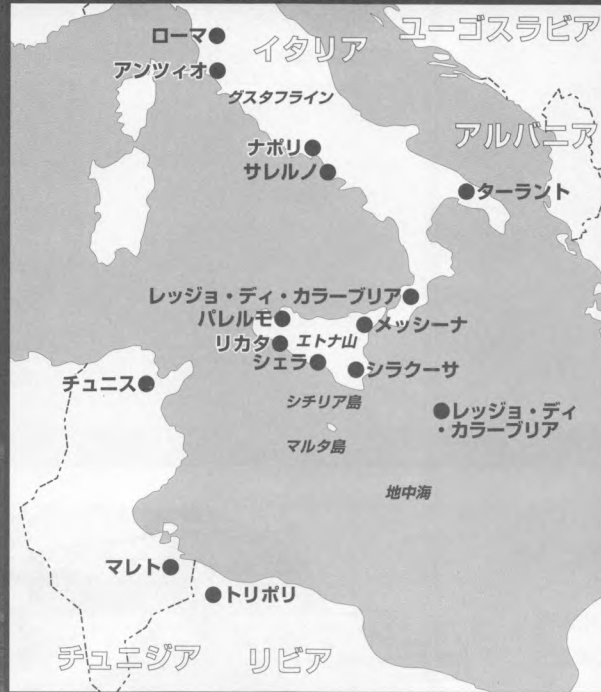 ユーゴスラビア
ローマ
イタリア
アンツィオ
グスタフライン
アルバニア
ナポリ
サレルノ
ターラント
レッジョ・ディ・カラーブリア
パレルモ
メッシーナ
リカタ
エトナ山
シェラ
シラクーサ
チュニス
シチリア島
レッジョ・ディ
・カラーブリア
マルタ島
地中海
マレト
トリポリ
チュニジア
リビア